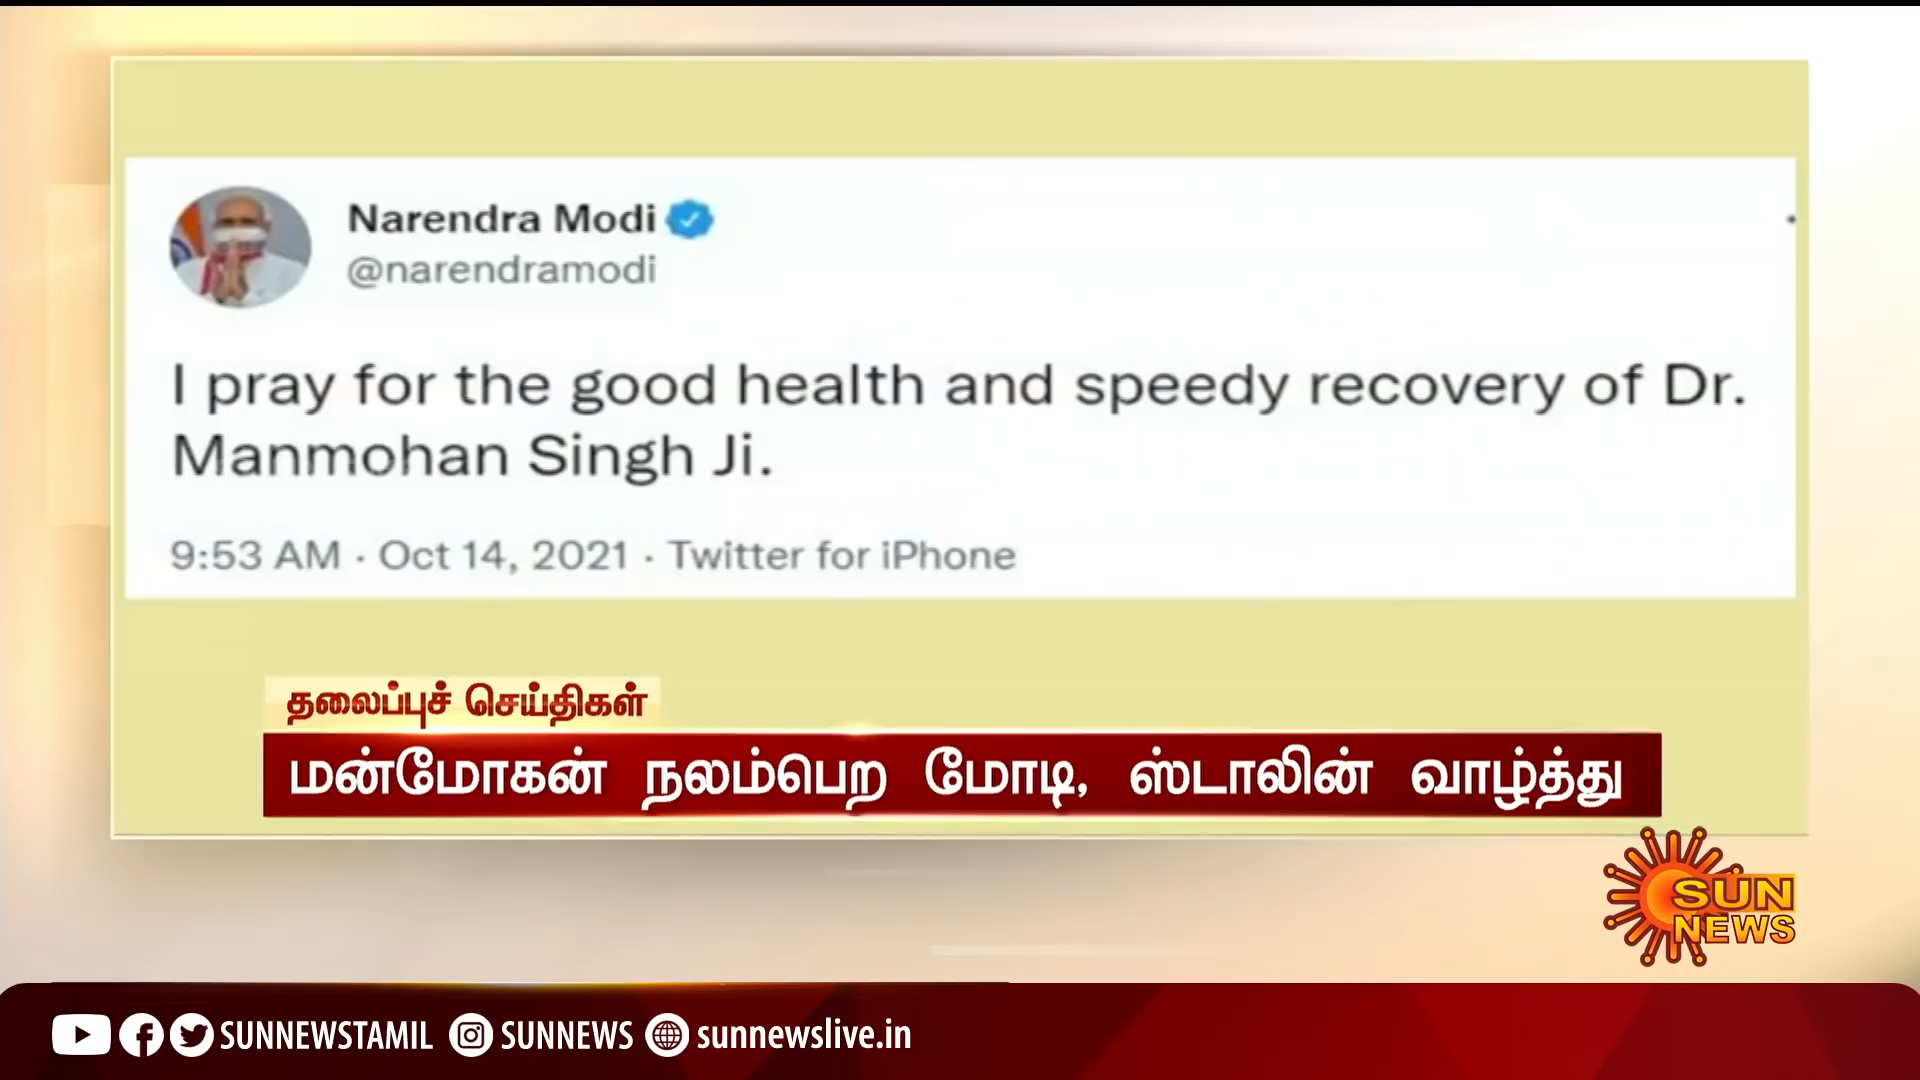 Narendra Modi
@narendramodi
I pray for the good health and speedy recovery of Dr.
Manmohan Singh Ji.
9:53 AM · Oct 14, 2021 · Twitter for iPhone
தலைப்புச் செய்திகள்
மன்மோகன் நலம்பெற மோடி, ஸ்டாலின் வாழ்த்து
SUN
NEWS
SUNNEWSTAMIL SUNNEWS sunnewslive.in